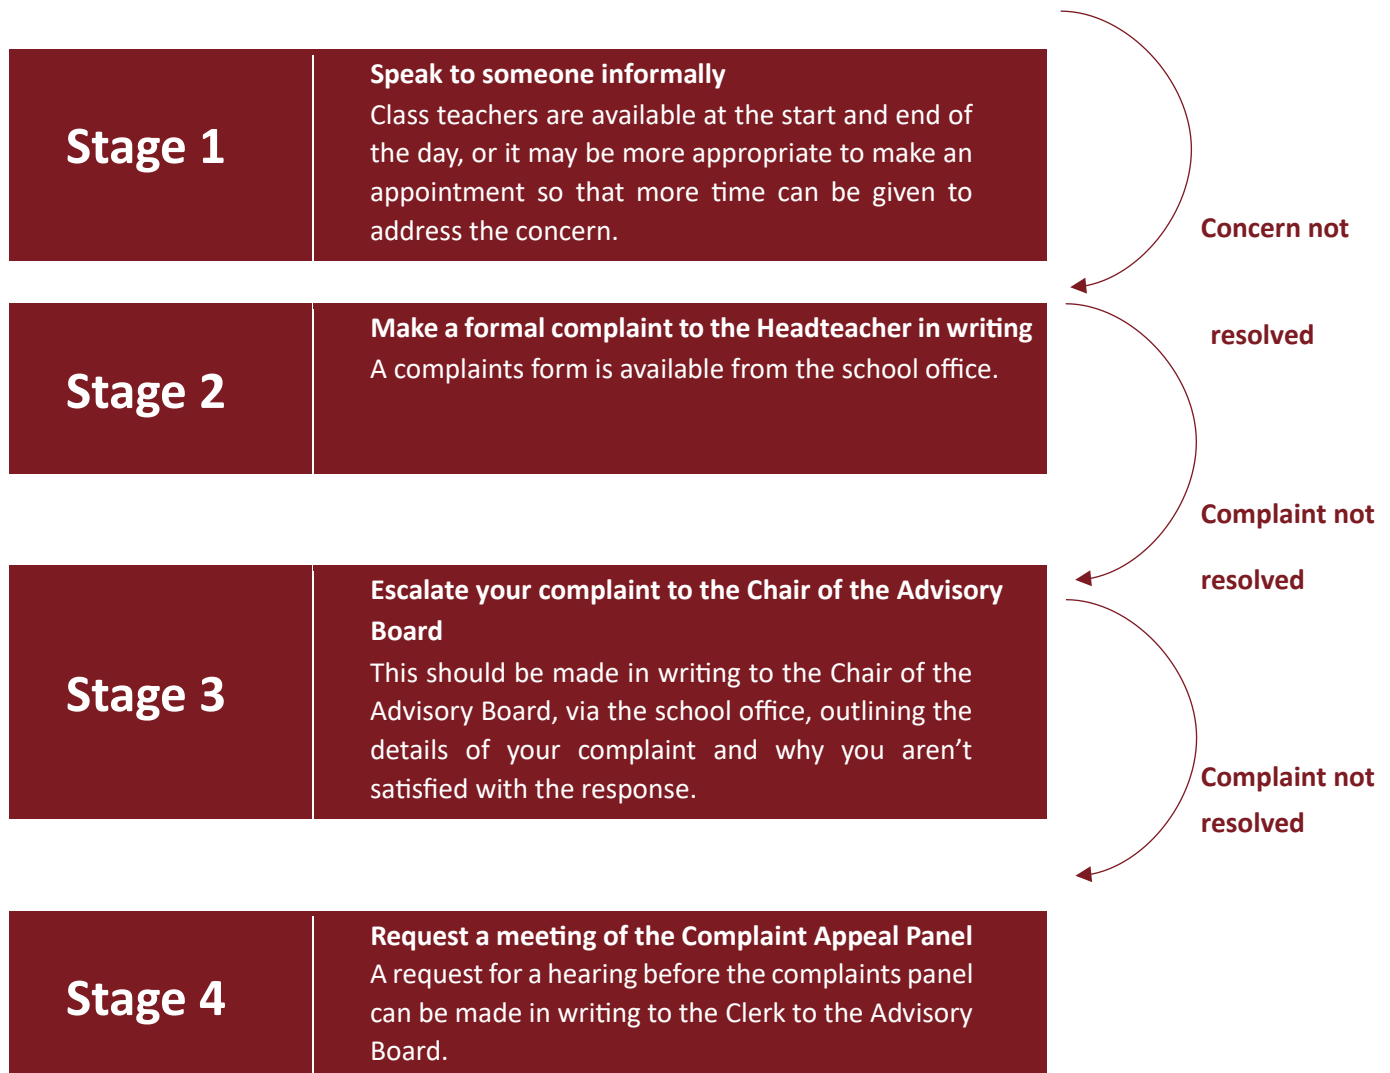 Stage 1
Speak to someone informally
Class teachers are available at the start and end of
the day, or it may be more appropriate to make an
appointment so that more time can be given to
address the concern.
Concern not
resolved
Stage 2
Make a formal complaint to the Headteacher in writing
A complaints form is available from the school office.
Complaint not
resolved
Stage 3
Escalate your complaint to the Chair of the Advisory
Board
This should be made in writing to the Chair of the
Advisory Board, via the school office, outlining the
details of your complaint and why you aren’t
satisfied with the response.
Complaint not
resolved
Stage 4
Request a meeting of the Complaint Appeal Panel
A request for a hearing before the complaints panel
can be made in writing to the Clerk to the Advisory
Board.